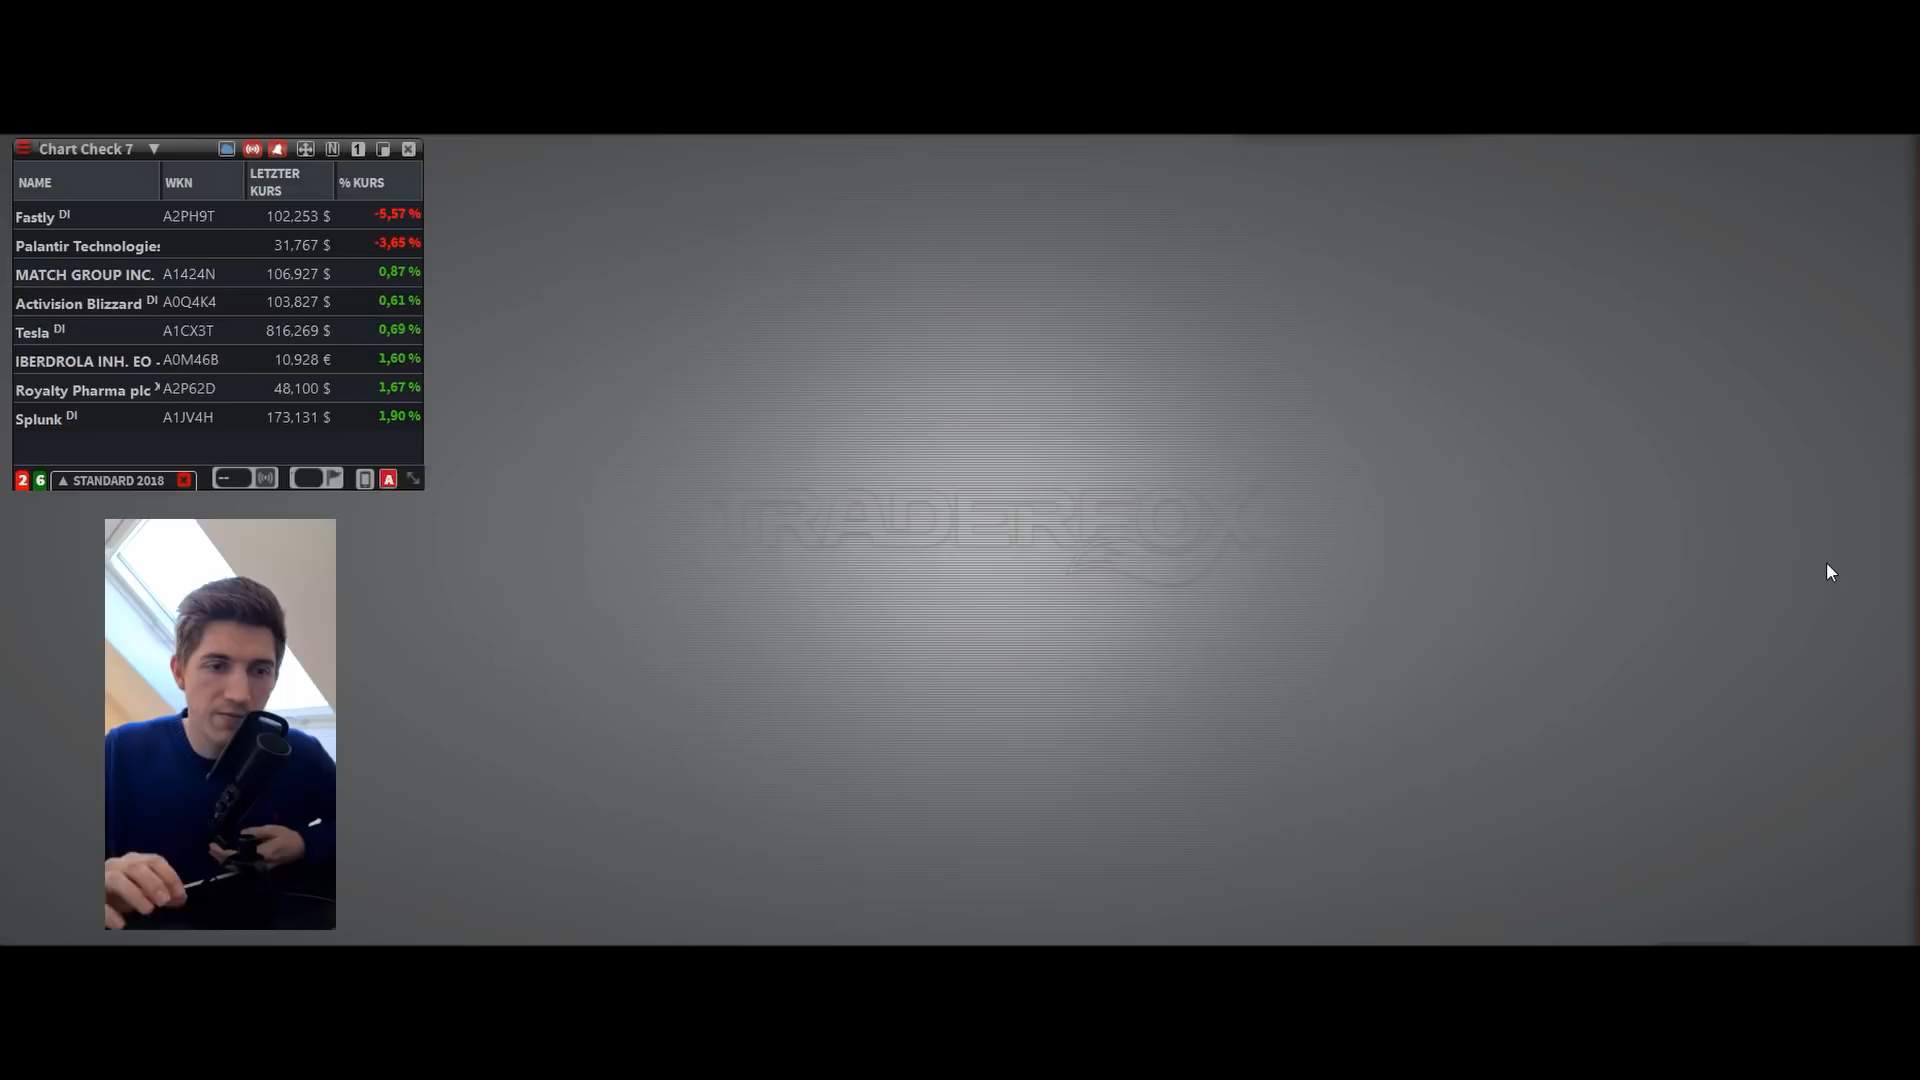 Chart Check 7 ▼ N 1
NAME WKN LETZTER KURS % KURS
Fastly DI A2PH9T 102,253 $ -5,57 %
Palantir Technologies 31,767 $ -3,65 %
MATCH GROUP INC. A1424N 106,927 $ 0,87 %
Activision Blizzard DI A0Q4K4 103,827 $ 0,61 %
Tesla DI A1CX3T 816,269 $ 0,69 %
IBERDROLA INH. EO - A0M46B 10,928 € 1,60 %
Royalty Pharma plc X A2P62D 48,100 $ 1,67 %
Splunk DI A1JV4H 173,131 $ 1,90 %
2 6 ▲ STANDARD 2018 -- A
TRADERFOX